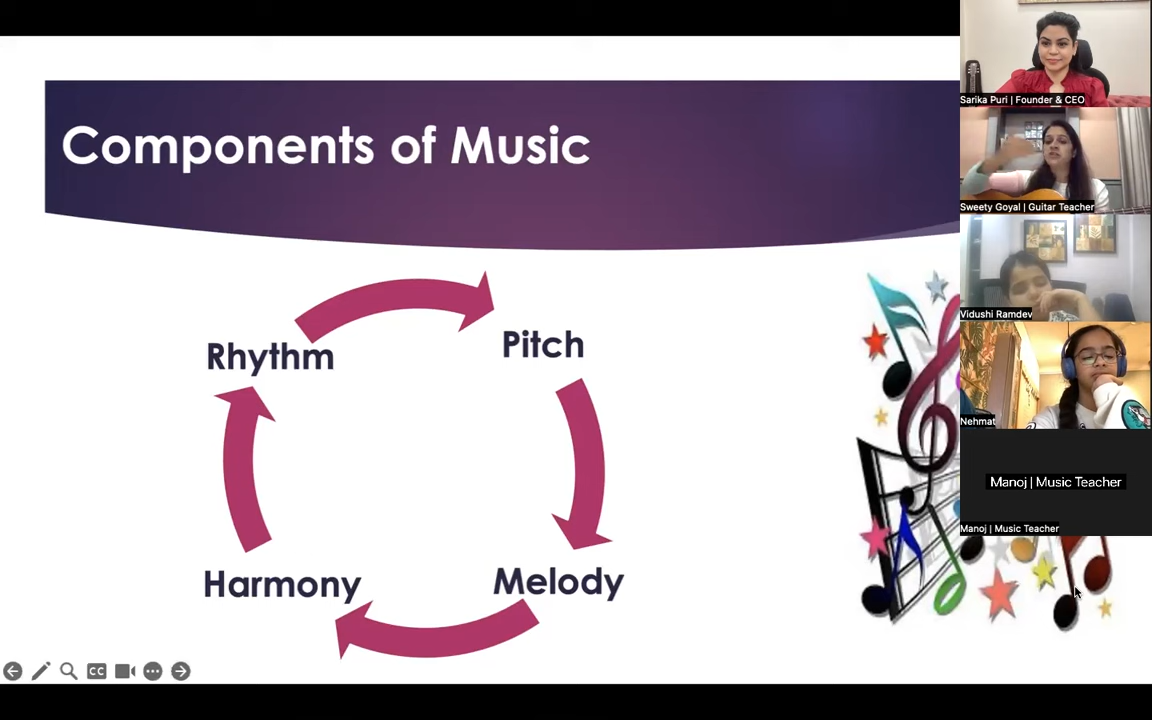 Components of Music
Rhythm
Pitch
Harmony
Melody
CC
Sarika Puri | Founder & CEO
Sweety Goyal | Guitar Teacher
Vidushi Ramdev
Nehmat
Manoj | Music Teacher
Manoj | Music Teacher